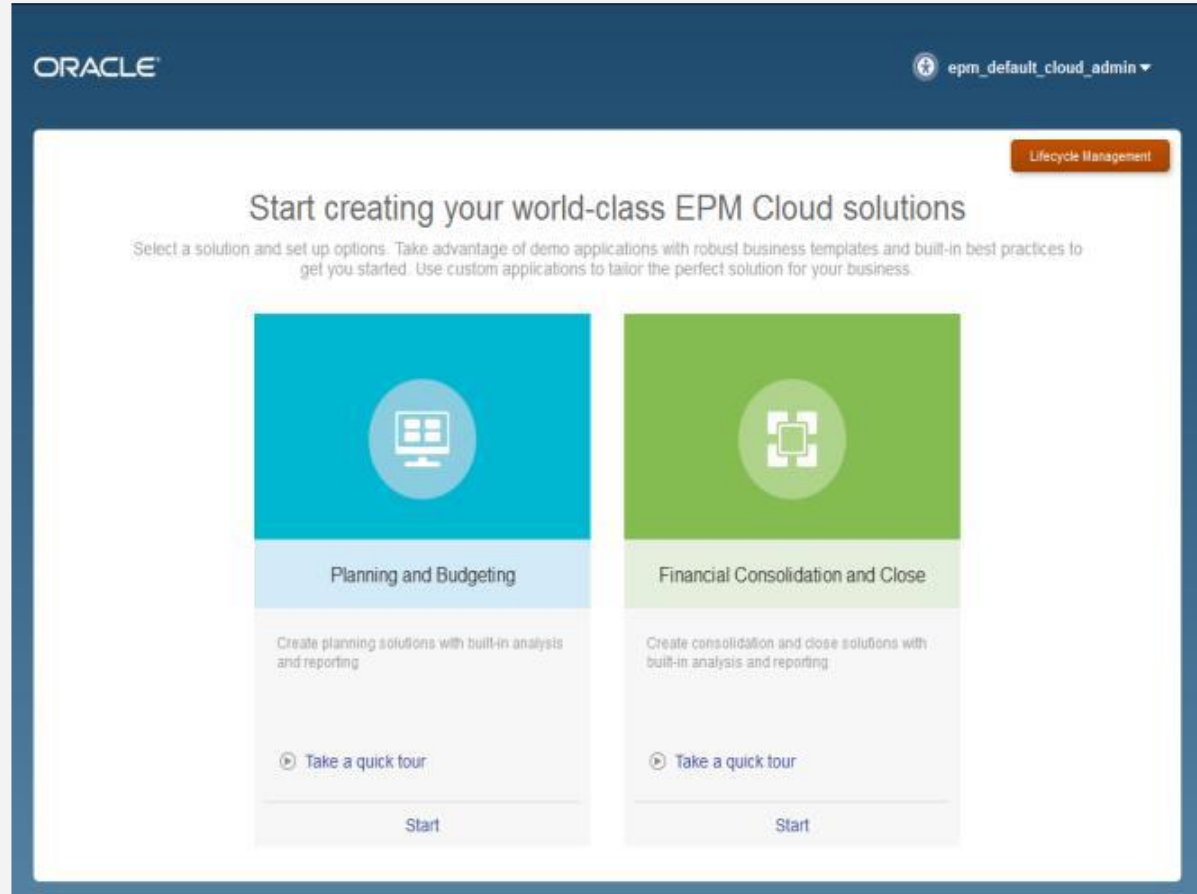 ORACLE
epm_default_cloud_admin
Lifecycle Management
Start creating your world-class EPM Cloud solutions
Select a solution and set up options. Take advantage of demo applications with robust business templates and built-in best practices to
get you started. Use custom applications to tailor the perfect solution for your business.
Planning and Budgeting
Create planning solutions with built-in analysis
and reporting
Take a quick tour
Start
Financial Consolidation and Close
Create consolidation and close solutions with
built-in analysis and reporting
Take a quick tour
Start